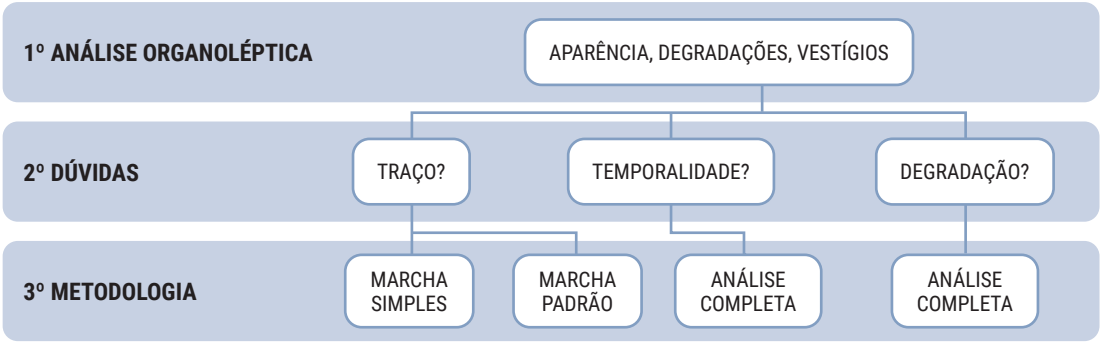 1º ANÁLISE ORGANOLÉPTICA
APARÊNCIA, DEGRADAÇÕES, VESTÍGIOS
2º DÚVIDAS
TRAÇO?
TEMPORALIDADE?
DEGRADAÇÃO?
3º METODOLOGIA
MARCHA
SIMPLES
MARCHA
PADRÃO
ANÁLISE
COMPLETA
ANÁLISE
COMPLETA